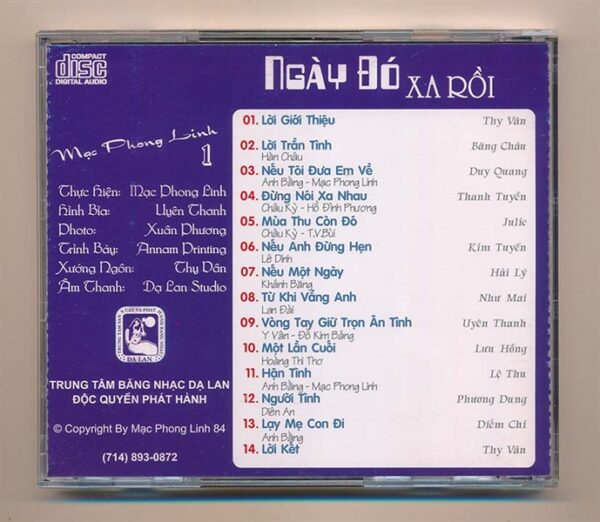 COMPACT
disc
DIGITAL AUDIO
NGÀY ĐÓ
XA RỒI
Mạc Phong Linh
1
Thực Hiện: Mạc Phong Linh
Hình Bìa: Uyên Thanh
Photo: Xuân Phương
Trình Bày: Annam Printing
Xướng Ngôn: Thy Vân
Âm Thanh: Dạ Lan Studio
DẠ LAN
TRUNG TÂM BĂNG NHẠC DẠ LAN
ĐỘC QUYỀN PHÁT HÀNH
© Copyright By Mạc Phong Linh 84
(714) 893-0872
01. Lời Giới Thiệu Thy Vân
02. Lời Trần Tình Băng Châu
Hàn Châu
03. Nếu Tôi Đưa Em Về Duy Quang
Anh Bằng - Mạc Phong Linh
04. Đừng Nói Xa Nhau Thanh Tuyền
Châu Kỳ - Hồ Đình Phương
05. Mùa Thu Còn Đó Julie
Châu Kỳ - T.V.Bùi
06. Nếu Anh Đừng Hẹn Kim Tuyến
Lê Dinh
07. Nếu Một Ngày Hải Lý
Khánh Băng
08. Từ Khi Vắng Anh Như Mai
Lan Đài
09. Vòng Tay Giữ Trọn Ân Tình Uyên Thanh
Y Vân - Đỗ Kim Bảng
10. Một Lần Cuối Lưu Hồng
Hoàng Thi Thơ
11. Hận Tình Lệ Thu
Anh Bằng - Mạc Phong Linh
12. Người Tình Phương Dung
Diên An
13. Lạy Mẹ Con Đi Diễm Chi
Anh Bằng
14. Lời Kết Thy Vân